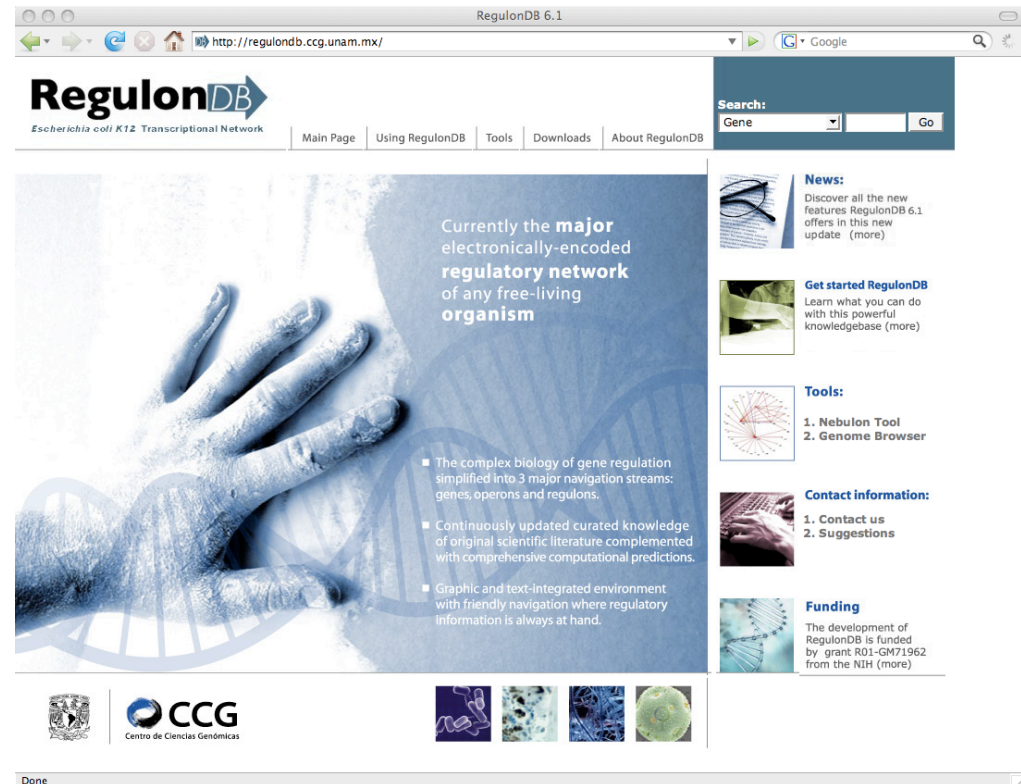 RegulonDB 6.1
http://regulondb.ccg.unam.mx/
Google
RegulonDB
Escherichia coli K12 Transcriptional Network
Main Page
Using RegulonDB
Tools
Downloads
About RegulonDB
Search:
Gene
Go
Currently the major
electronically-encoded
regulatory network
of any free-living
organism
The complex biology of gene regulation
simplified into 3 major navigation streams:
genes, operons and regulons.
Continuously updated curated knowledge
of original scientific literature complemented
with comprehensive computational predictions.
Graphic and text-integrated environment
with friendly navigation where regulatory
information is always at hand.
News:
Discover all the new
features RegulonDB 6.1
offers in this new
update (more)
Get started RegulonDB
Learn what you can do
with this powerful
knowledgebase (more)
Tools:
1. Nebulon Tool
2. Genome Browser
Contact information:
1. Contact us
2. Suggestions
Funding
The development of
RegulonDB is funded
by grant R01-GM71962
from the NIH (more)
CCG
Centro de Ciencias Genómicas
Done